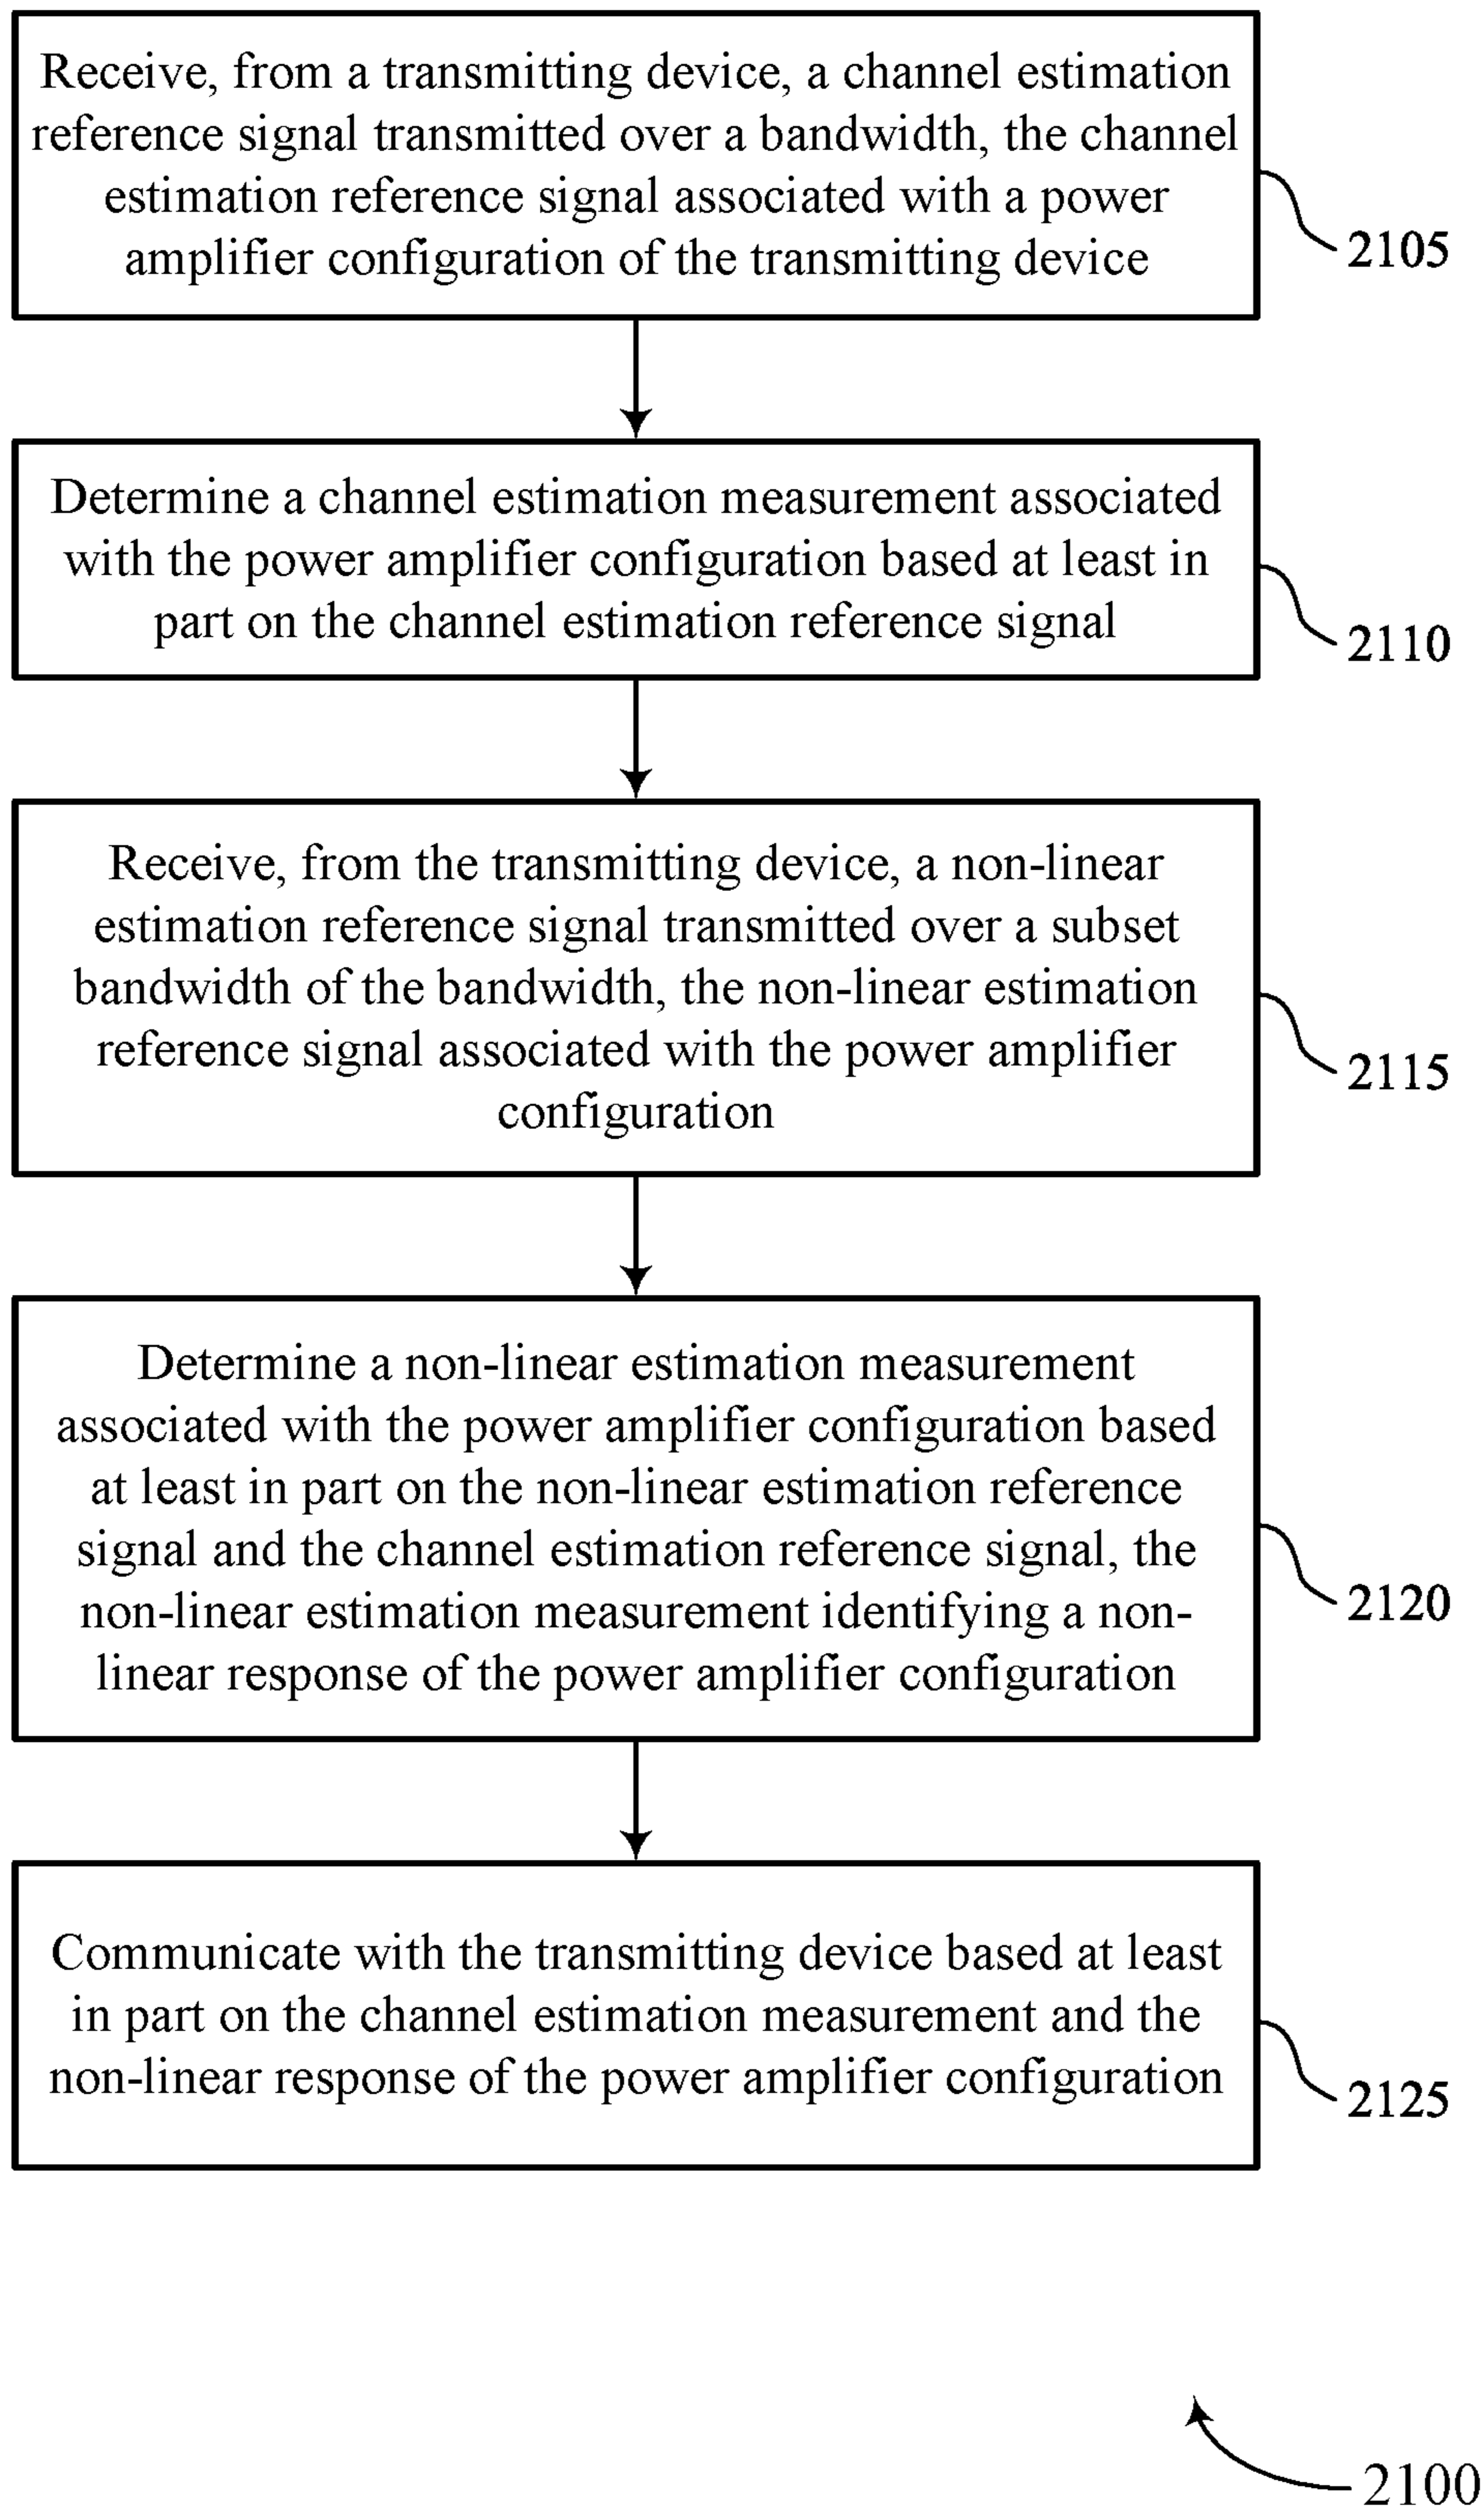 Receive, from a transmitting device, a channel estimation
reference signal transmitted over a bandwidth, the channel
estimation reference signal associated with a power
amplifier configuration of the transmitting device
2105
Determine a channel estimation measurement associated
with the power amplifier configuration based at least in
part on the channel estimation reference signal
2110
Receive, from the transmitting device, a non-linear
estimation reference signal transmitted over a subset
bandwidth of the bandwidth, the non-linear estimation
reference signal associated with the power amplifier
configuration
2115
Determine a non-linear estimation measurement
associated with the power amplifier configuration based
at least in part on the non-linear estimation reference
signal and the channel estimation reference signal, the
non-linear estimation measurement identifying a non-
linear response of the power amplifier configuration
2120
Communicate with the transmitting device based at least
in part on the channel estimation measurement and the
non-linear response of the power amplifier configuration
2125
2100